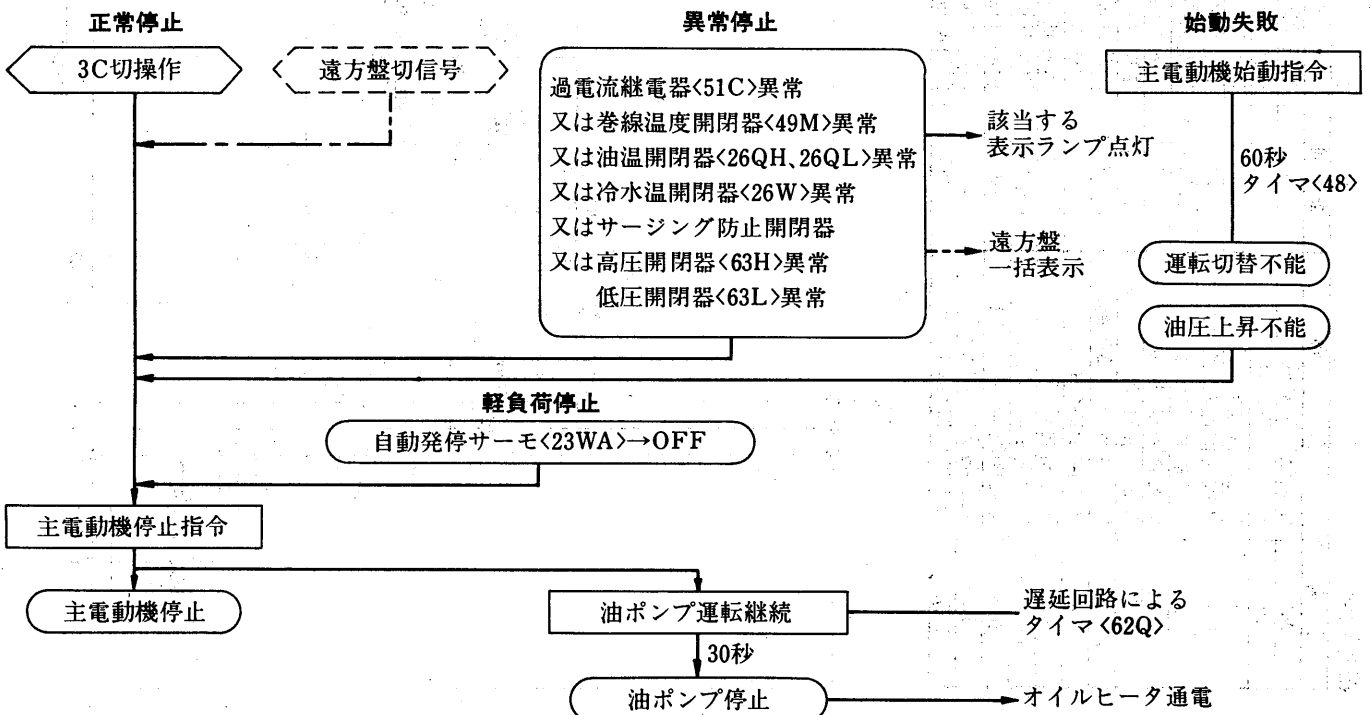 正常停止
3C切操作
遠方盤切信号
異常停止
過電流継電器<51C>異常
又は巻線温度開閉器<49M>異常
又は油温開閉器<26QH、26QL>異常
又は冷水温開閉器<26W>異常
又はサージング防止開閉器
又は高圧開閉器<63H>異常
低圧開閉器<63L>異常
該当する
表示ランプ点灯
遠方盤
一括表示
始動失敗
主電動機始動指令
60秒
タイマ<48>
運転切替不能
油圧上昇不能
軽負荷停止
自動発停サーモ<23WA>→OFF
主電動機停止指令
主電動機停止
油ポンプ運転継続
遅延回路による
タイマ<62Q>
30秒
油ポンプ停止
オイルヒータ通電